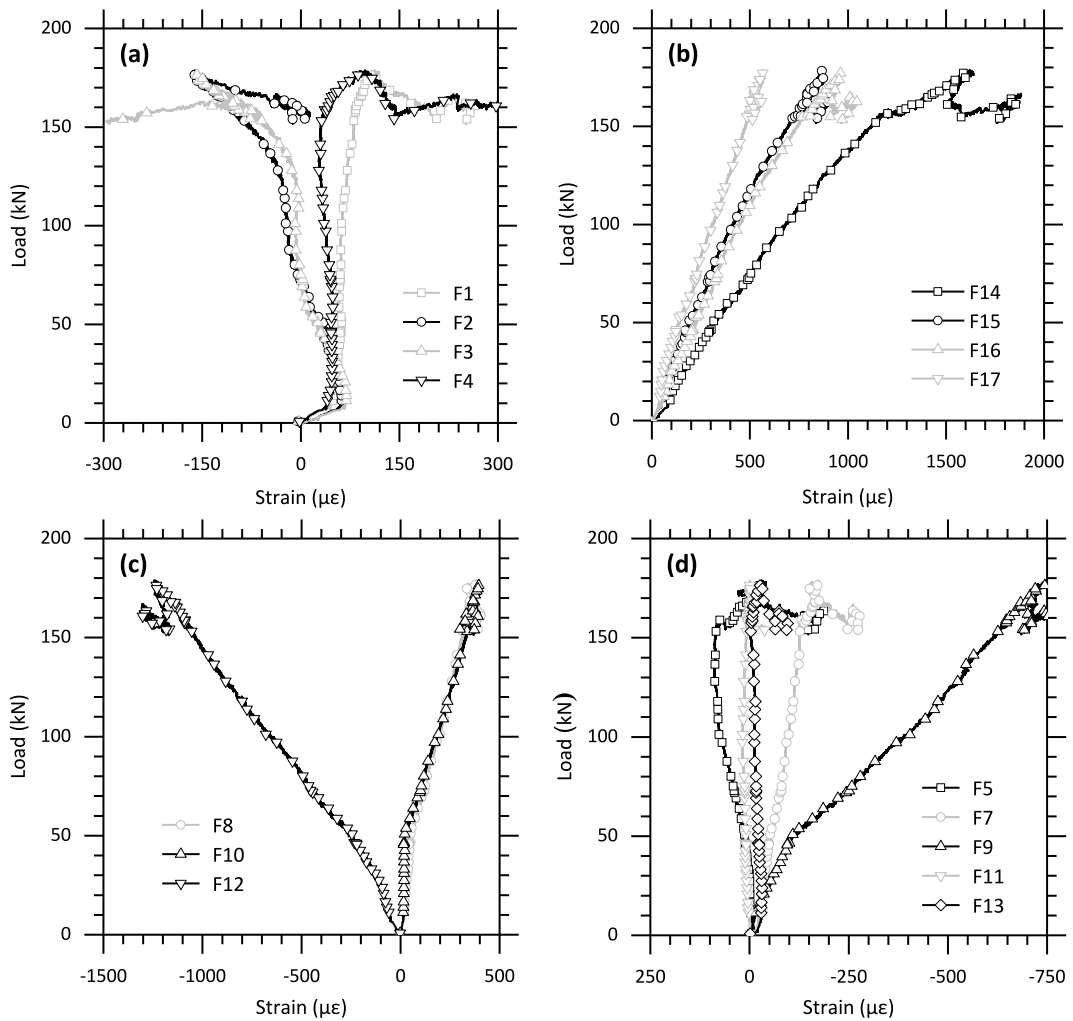 (a)
200
150
100
50
0
Load (kN)
F1
F2
F3
F4
-300 -150 0 150 300
Strain (με)
(b)
200
150
100
50
0
Load (kN)
F14
F15
F16
F17
0 500 1000 1500 2000
Strain (με)
(c)
200
150
100
50
0
Load (kN)
F8
F10
F12
-1500 -1000 -500 0 500
Strain (με)
(d)
200
150
100
50
0
Load (kN)
F5
F7
F9
F11
F13
250 0 -250 -500 -750
Strain (με)